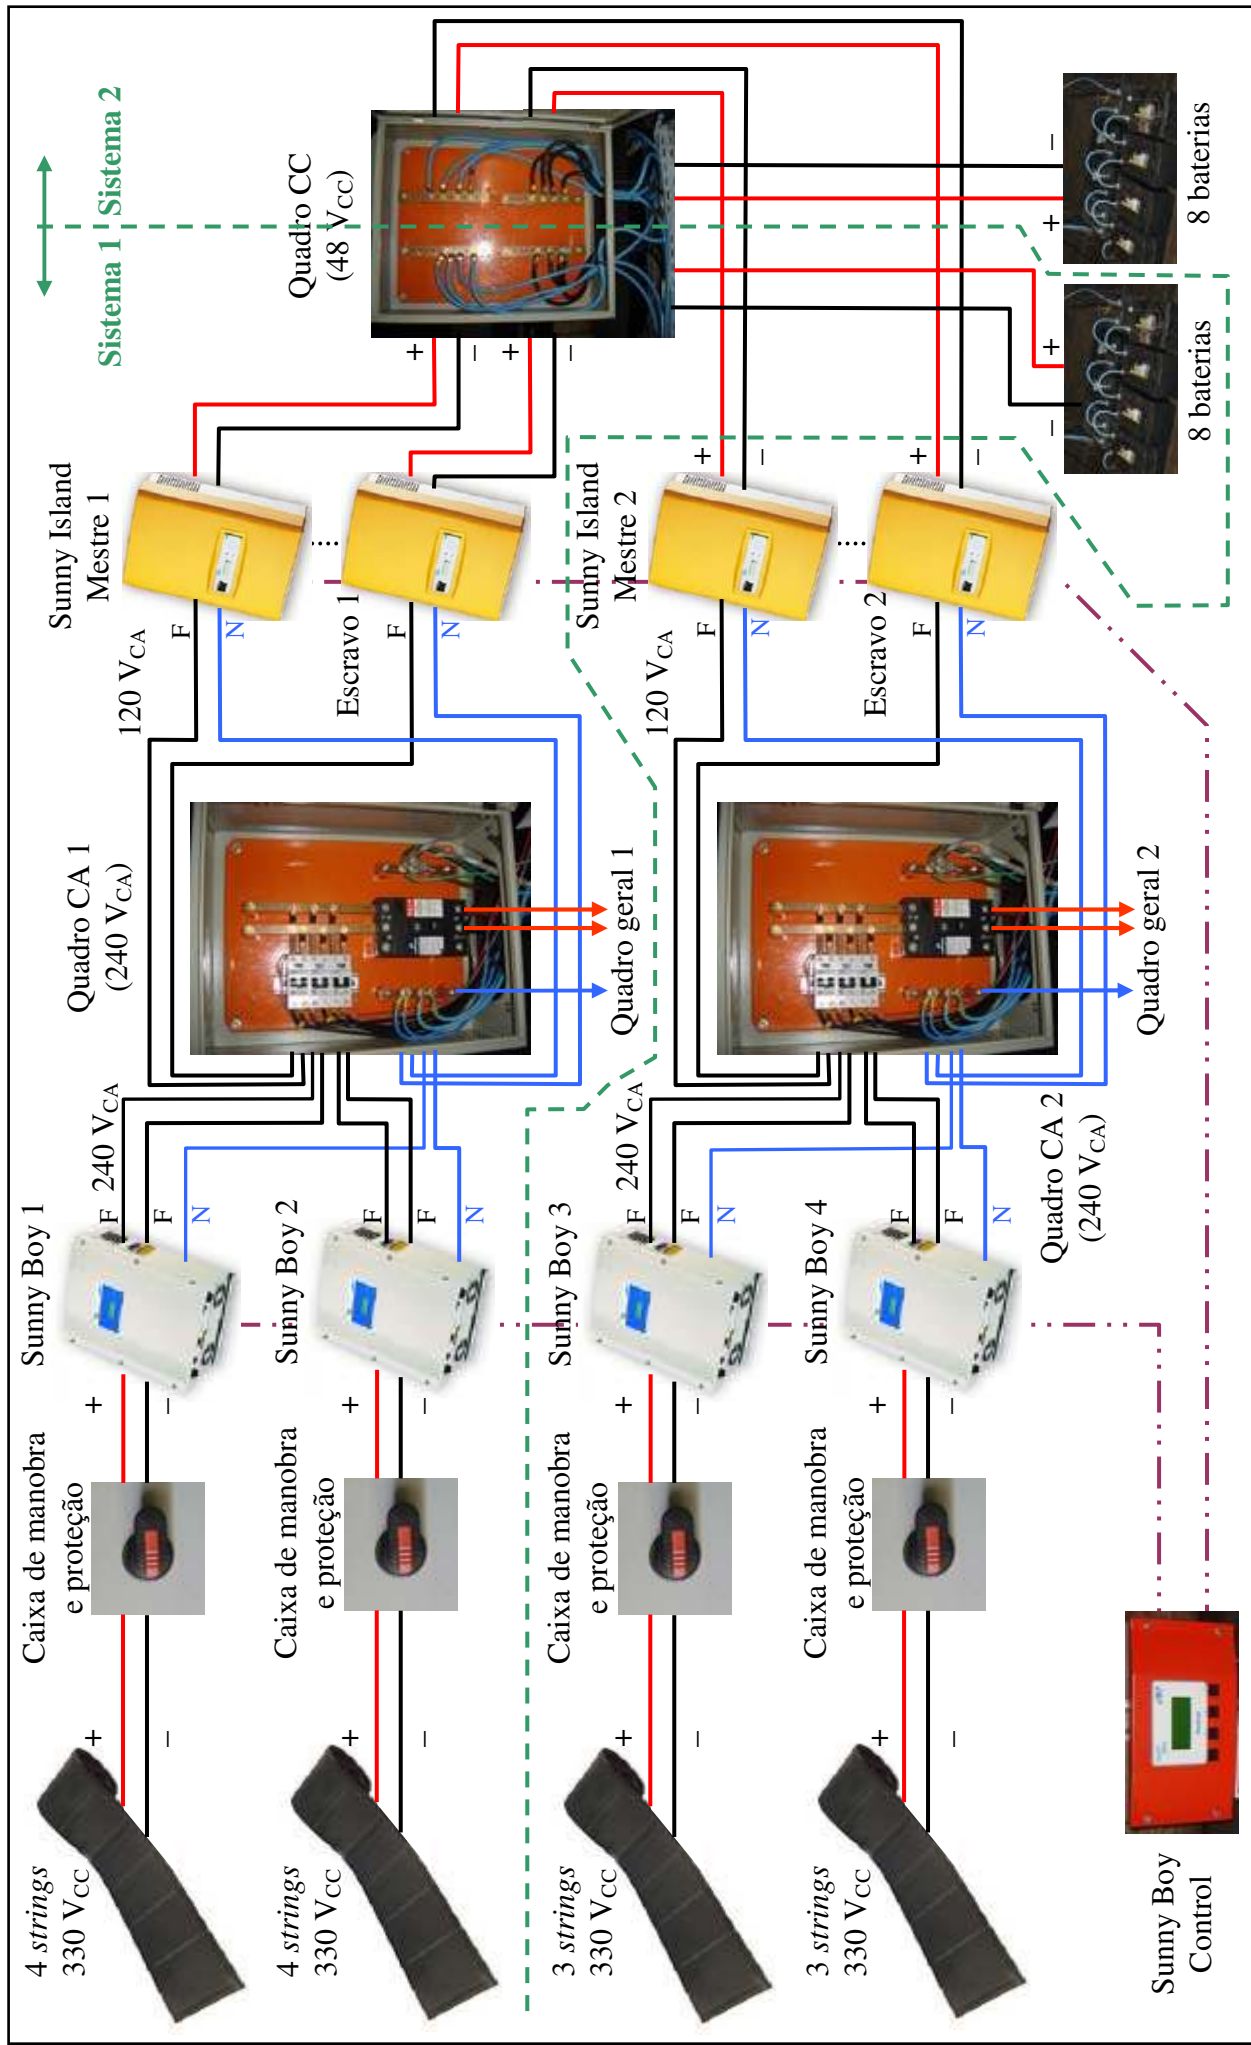 Sistema 1
Sistema 2
4 strings
330 VCC
+
–
Caixa de manobra
e proteção
+
–
Sunny Boy 1
F
F
N
240 VCA
Quadro CA 1
(240 VCA)
Quadro geral 1
120 VCA
F
N
Sunny Island
Mestre 1
4 strings
330 VCC
+
–
Caixa de manobra
e proteção
+
–
Sunny Boy 2
F
F
N
Escravo 1
F
N
+
–
+
–
Quadro CC
(48 VCC)
3 strings
330 VCC
+
–
Caixa de manobra
e proteção
+
–
Sunny Boy 3
F
F
N
240 VCA
Quadro CA 2
(240 VCA)
Quadro geral 2
120 VCA
F
N
Sunny Island
Mestre 2
+
–
3 strings
330 VCC
+
–
Caixa de manobra
e proteção
+
–
Sunny Boy 4
F
F
N
Escravo 2
F
N
+
–
–
+
8 baterias
+
–
8 baterias
Sunny Boy
Control